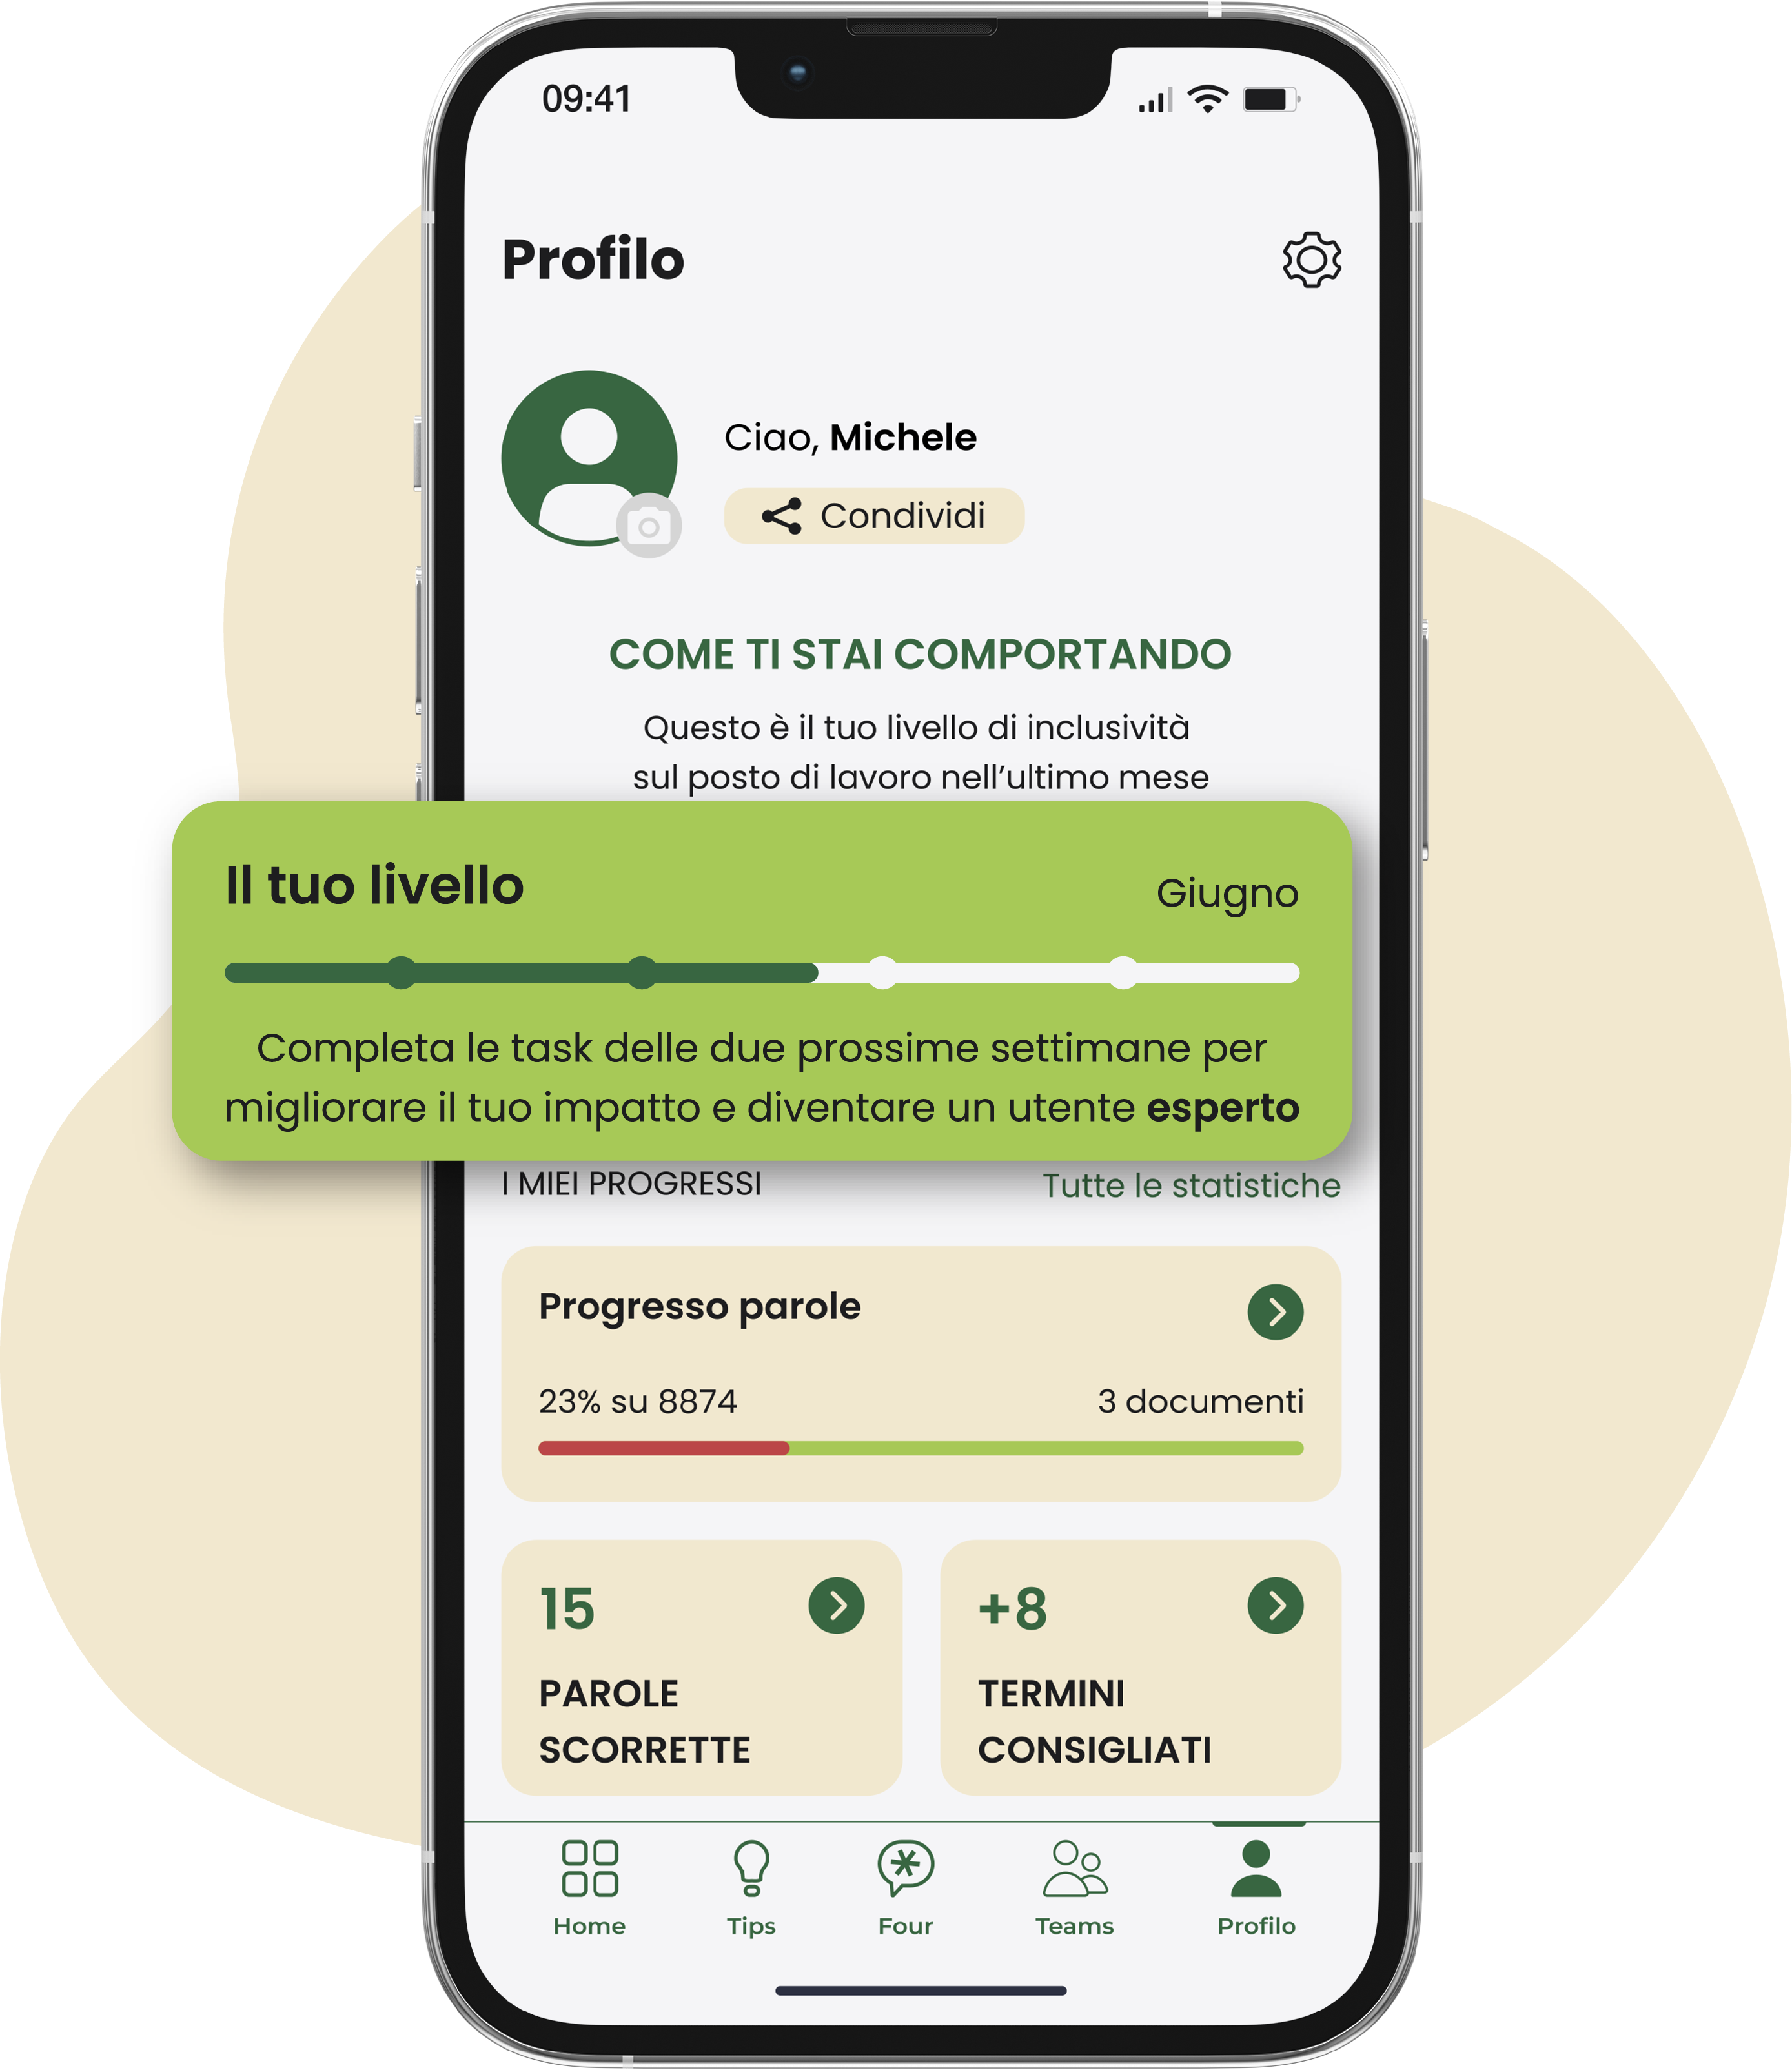 09:41
Profilo
Ciao, Michele
Condividi
COME TI STAI COMPORTANDO
Questo è il tuo livello di inclusività
sul posto di lavoro nell’ultimo mese
Il tuo livello
Giugno
Completa le task delle due prossime settimane per
migliorare il tuo impatto e diventare un utente esperto
I MIEI PROGRESSI
Tutte le statistiche
Progresso parole
23% su 8874
3 documenti
15
PAROLE
SCORRETTE
+8
TERMINI
CONSIGLIATI
Home
Tips
Four
Teams
Profilo